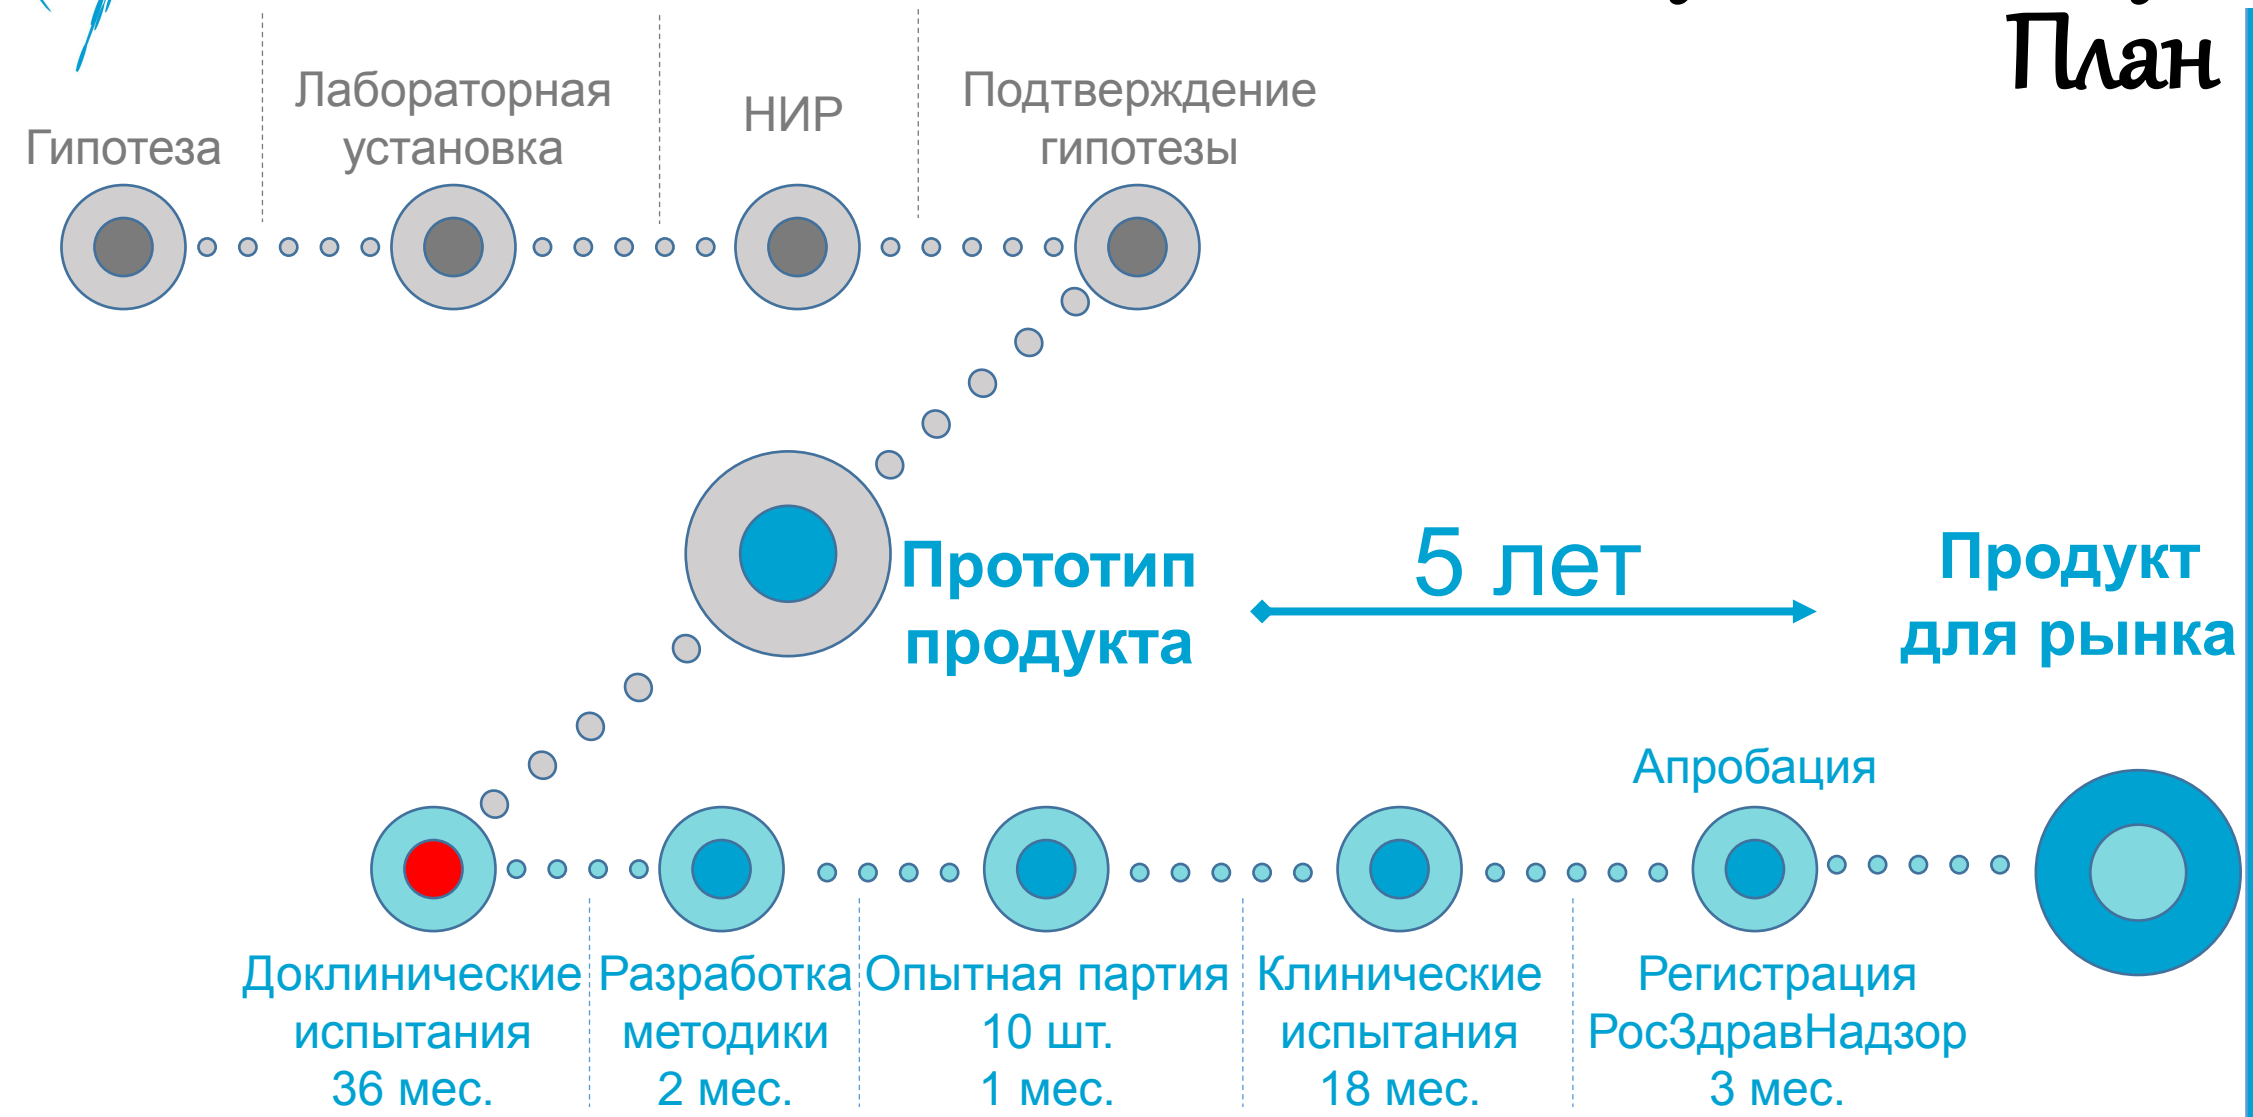 План
Гипотеза
Лабораторная
установка
НИР
Подтверждение
гипотезы
Прототип
продукта
5 лет
Продукт
для рынка
Апробация
Доклинические
испытания
36 мес.
Разработка
методики
2 мес.
Опытная партия
10 шт.
1 мес.
Клинические
испытания
18 мес.
Регистрация
РосЗдравНадзор
3 мес.